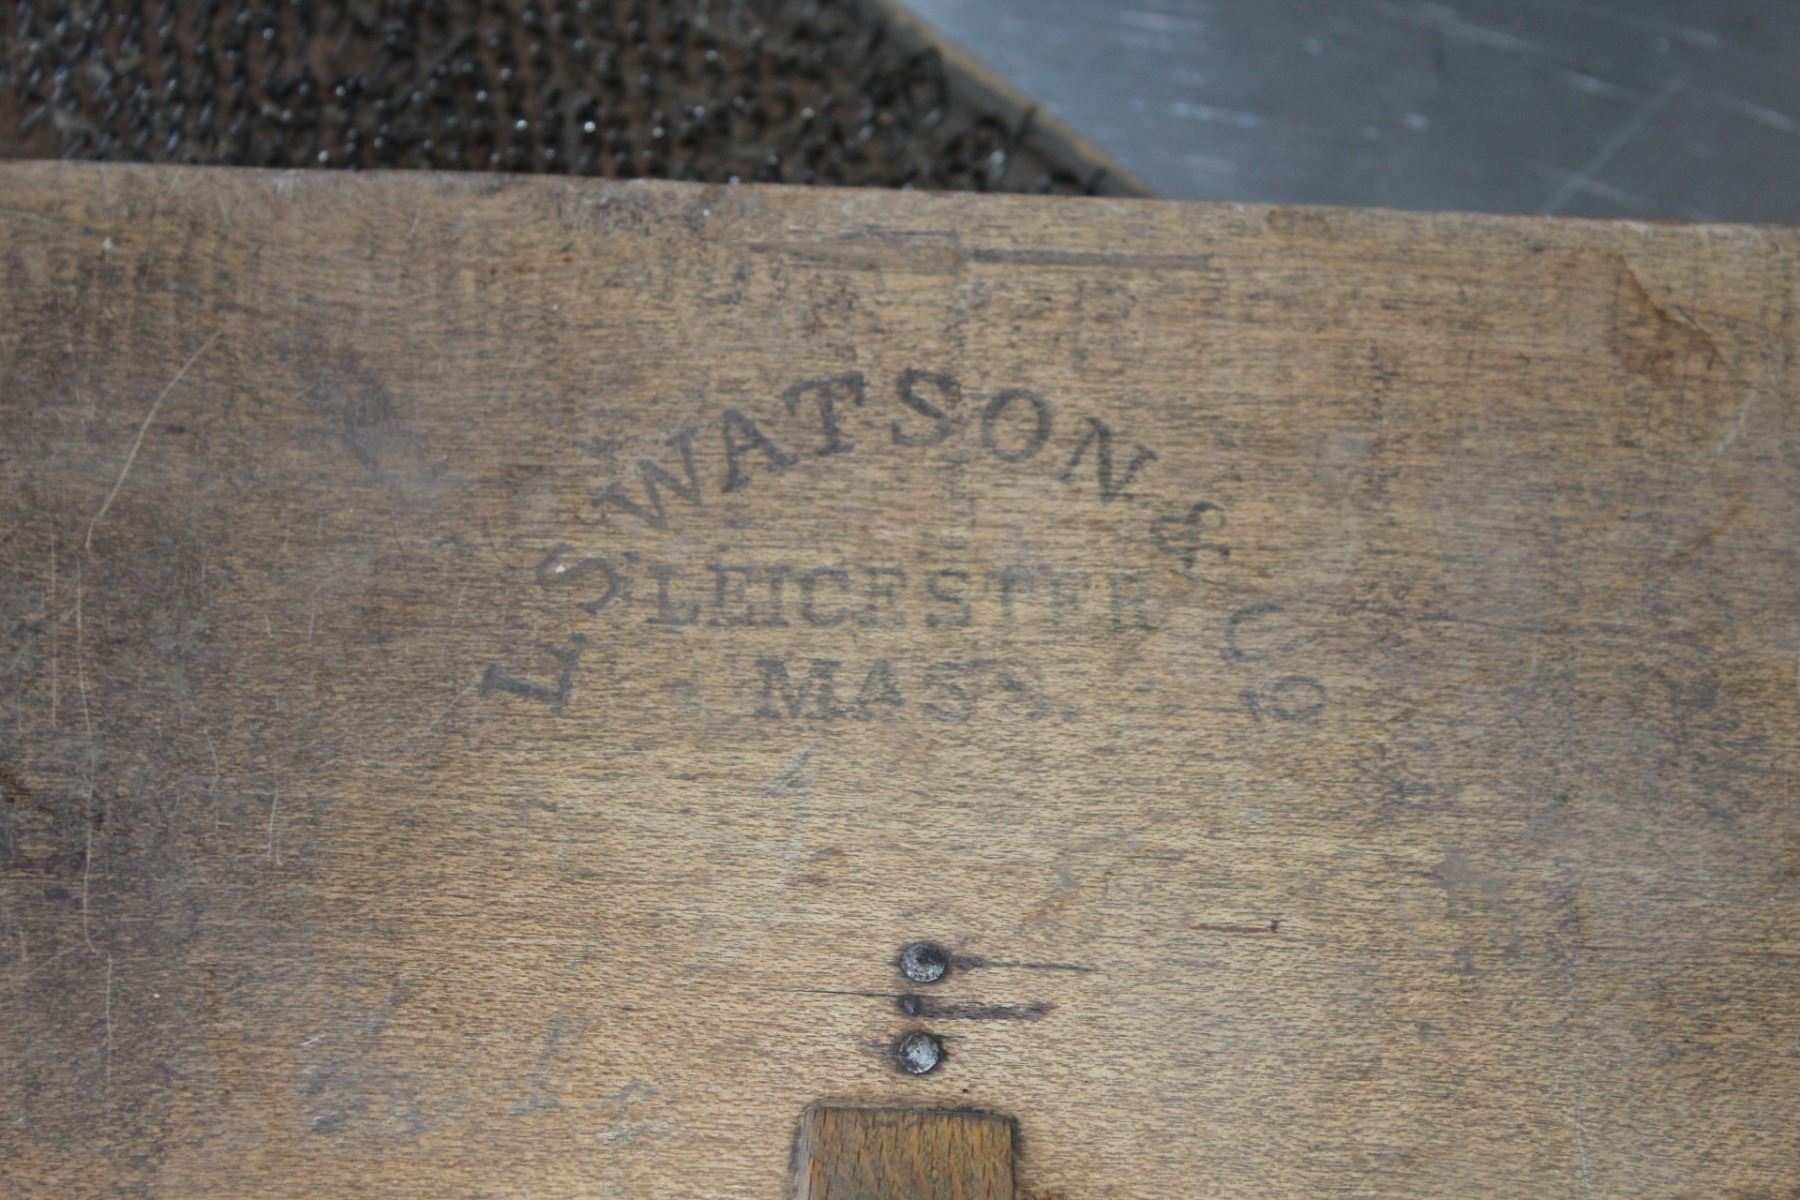 L S WATSON & Co
LEICESTER
MASS.